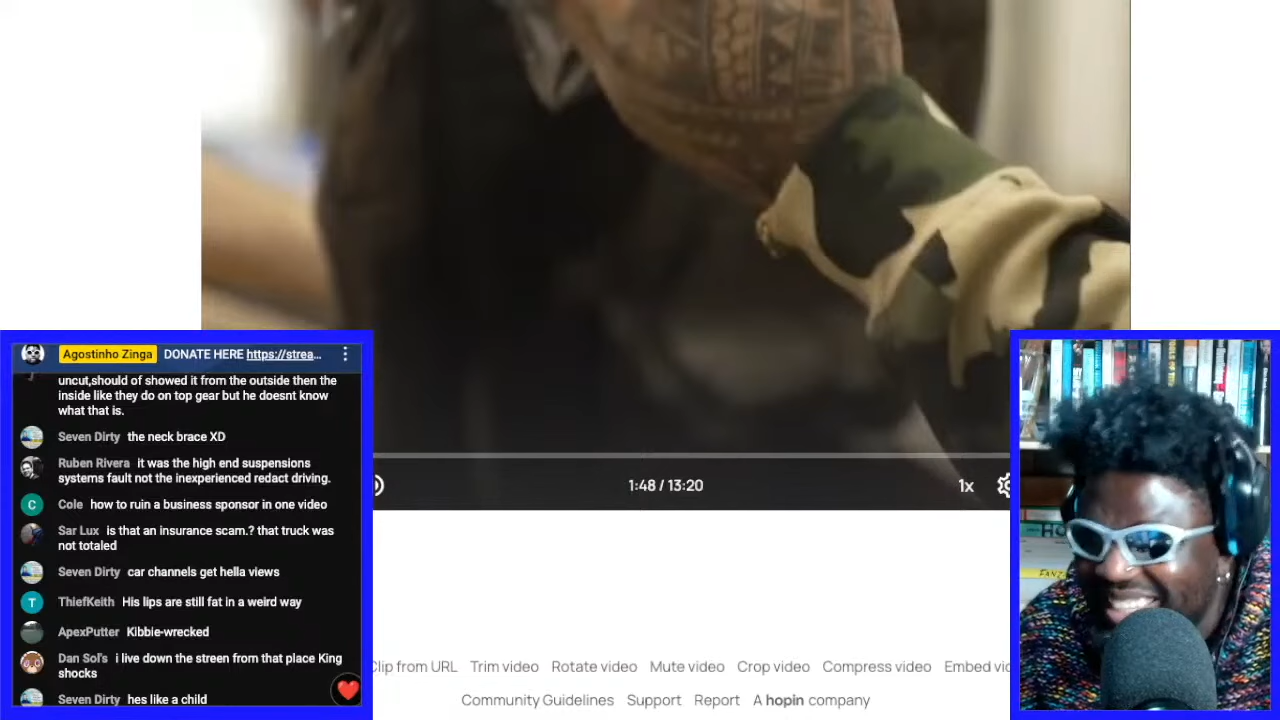 Agostinho Zinga DONATE HERE https://strea...
uncut,should of showed it from the outside then the
inside like they do on top gear but he doesnt know
what that is.
Seven Dirty the neck brace XD
Ruben Rivera it was the high end suspensions
systems fault not the inexperienced redact driving.
C Cole how to ruin a business sponsor in one video
Sar Lux is that an insurance scam.? that truck was
not totaled
Seven Dirty car channels get hella views
T ThiefKeith His lips are still fat in a weird way
ApexPutter Kibbie-wrecked
Dan Sol's i live down the streen from that place King
shocks
Seven Dirty hes like a child
1:48 / 13:20 1x
Clip from URL Trim video Rotate video Mute video Crop video Compress video Embed vid
Community Guidelines Support Report A hopin company